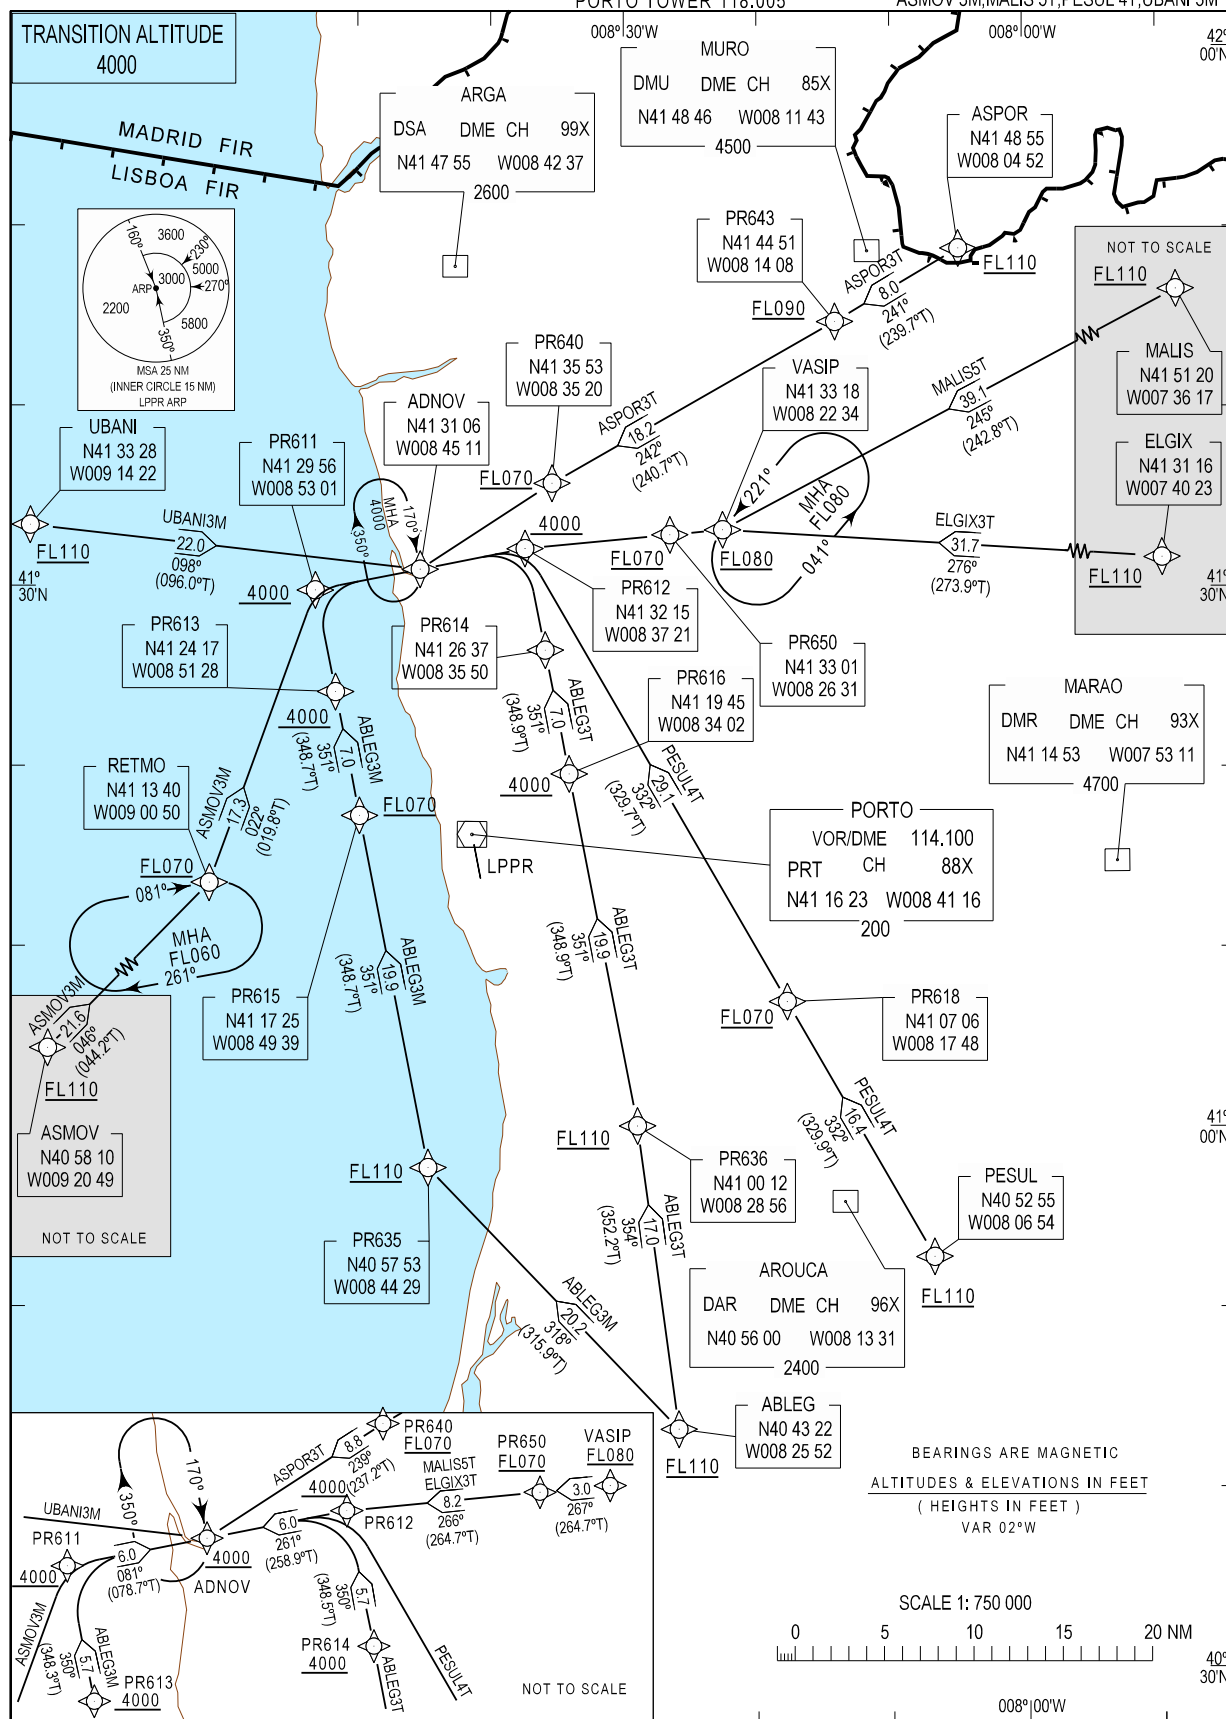 PORTO TOWER 118.005
ASMOV 3M,MALIS 5T,PESUL 4T,UBANI 3M
TRANSITION ALTITUDE
4000
008°30'W
008°00'W
42°
00'N
MADRID FIR
LISBOA FIR
ARGA
DSA DME CH 99X
N41 47 55 W008 42 37
2600
MURO
DMU DME CH 85X
N41 48 46 W008 11 43
4500
ASPOR
N41 48 55
W008 04 52
FL110
160°
3600
230°
5000
270°
ARP
3000
2200
5800
350°
MSA 25 NM
(INNER CIRCLE 15 NM)
LPPR ARP
PR643
N41 44 51
W008 14 08
FL090
ASPOR3T
8.0
241°
(239.7°T)
NOT TO SCALE
FL110
MALIS
N41 51 20
W007 36 17
ELGIX
N41 31 16
W007 40 23
FL110
PR640
N41 35 53
W008 35 20
FL070
ASPOR3T
18.2
242°
(240.7°T)
VASIP
N41 33 18
W008 22 34
FL080
MALIS5T
39.1
245°
(242.8°T)
221°
MHA
FL080
041°
ELGIX3T
31.7
276°
(273.9°T)
UBANI
N41 33 28
W009 14 22
FL110
UBANI3M
22.0
098°
(096.0°T)
PR611
N41 29 56
W008 53 01
4000
ADNOV
N41 31 06
W008 45 11
MHA
4000
170°
350°
4000
FL070
41°
30'N
41°
30'N
PR612
N41 32 15
W008 37 21
PR650
N41 33 01
W008 26 31
PR613
N41 24 17
W008 51 28
4000
PR614
N41 26 37
W008 35 50
PR616
N41 19 45
W008 34 02
4000
ABLEG3T
7.0
351°
(348.9°T)
ABLEG3M
7.0
351°
(348.7°T)
PESUL4T
29.1
332°
(329.7°T)
MARAO
DMR DME CH 93X
N41 14 53 W007 53 11
4700
RETMO
N41 13 40
W009 00 50
FL070
ASMOV3M
17.3
022°
(019.8°T)
FL070
LPPR
PORTO
VOR/DME 114.100
PRT CH 88X
N41 16 23 W008 41 16
200
081°
MHA
FL060
261°
ASMOV3M
21.6
046°
(044.2°T)
FL110
ASMOV
N40 58 10
W009 20 49
NOT TO SCALE
PR615
N41 17 25
W008 49 39
ABLEG3M
19.9
351°
(348.7°T)
ABLEG3T
19.9
351°
(348.9°T)
FL070
PR618
N41 07 06
W008 17 48
PESUL4T
16.4
332°
(329.9°T)
41°
00'N
FL110
PR636
N41 00 12
W008 28 56
FL110
PR635
N40 57 53
W008 44 29
ABLEG3T
17.0
354°
(352.2°T)
ABLEG3M
20.2
318°
(315.9°T)
PESUL
N40 52 55
W008 06 54
FL110
AROUCA
DAR DME CH 96X
N40 56 00 W008 13 31
2400
ABLEG
N40 43 22
W008 25 52
FL110
PR640
FL070
ASPOR3T
8.8
239°
(237.2°T)
PR650
FL070
VASIP
FL080
MALIS5T
ELGIX3T
8.2
266°
(264.7°T)
3.0
267°
(264.7°T)
4000
PR612
UBANI3M
350°
170°
PR611
4000
6.0
081°
(078.7°T)
ADNOV
4000
6.0
261°
(258.9°T)
ASMOV3M
ABLEG3M
5.7
350°
(348.3°T)
PR613
4000
5.7
350°
(348.5°T)
PR614
4000
ABLEG3T
PESUL4T
NOT TO SCALE
BEARINGS ARE MAGNETIC
ALTITUDES & ELEVATIONS IN FEET
( HEIGHTS IN FEET )
VAR 02°W
SCALE 1: 750 000
0 5 10 15 20 NM
40°
30'N
008°00'W